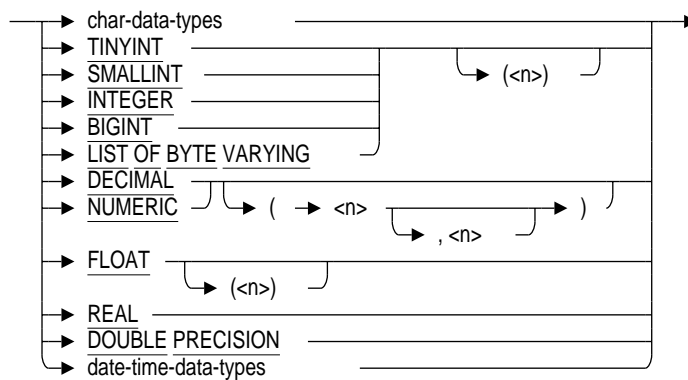 char-data-types
TINYINT
(<n>)
SMALLINT
INTEGER
BIGINT
LIST OF BYTE VARYING
DECIMAL
NUMERIC
( <n> )
, <n>
FLOAT
(<n>)
REAL
DOUBLE PRECISION
date-time-data-types